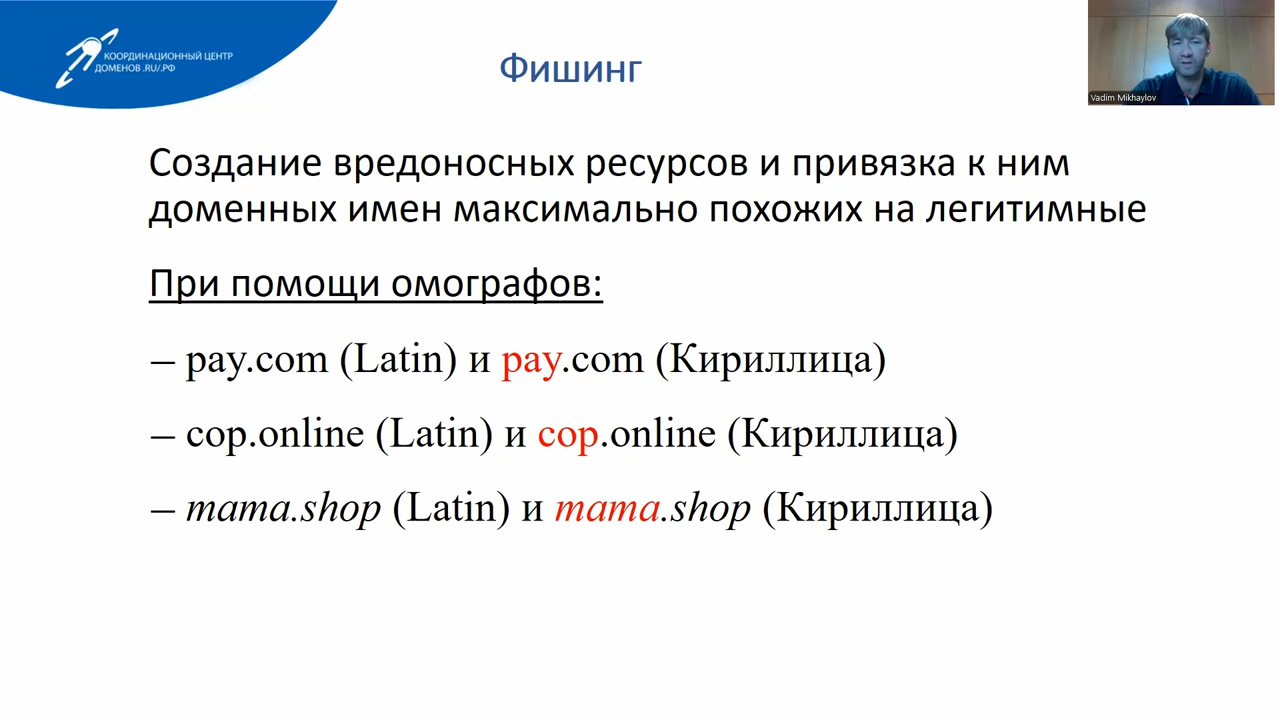 КООРДИНАЦИОННЫЙ ЦЕНТР
ДОМЕНОВ .RU/.РФ
Фишинг
Vadim Mikhaylov
Создание вредоносных ресурсов и привязка к ним
доменных имен максимально похожих на легитимные
При помощи омографов:
– pay.com (Latin) и рау.com (Кириллица)
– cop.online (Latin) и сор.online (Кириллица)
– mama.shop (Latin) и тата.shop (Кириллица)